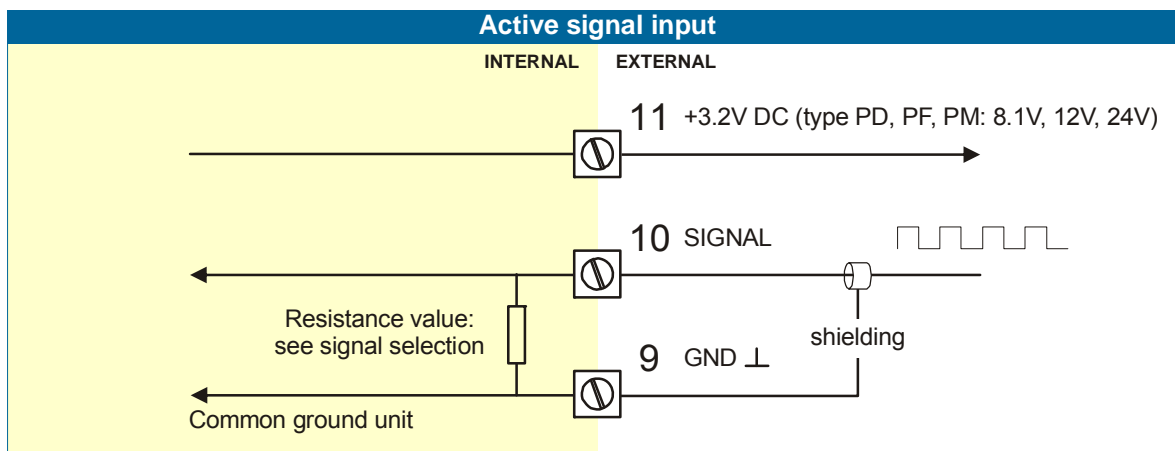 Active signal input
INTERNAL EXTERNAL
11 +3.2V DC (type PD, PF, PM: 8.1V, 12V, 24V)
10 SIGNAL
Resistance value:
see signal selection
shielding
9 GND ⊥
Common ground unit